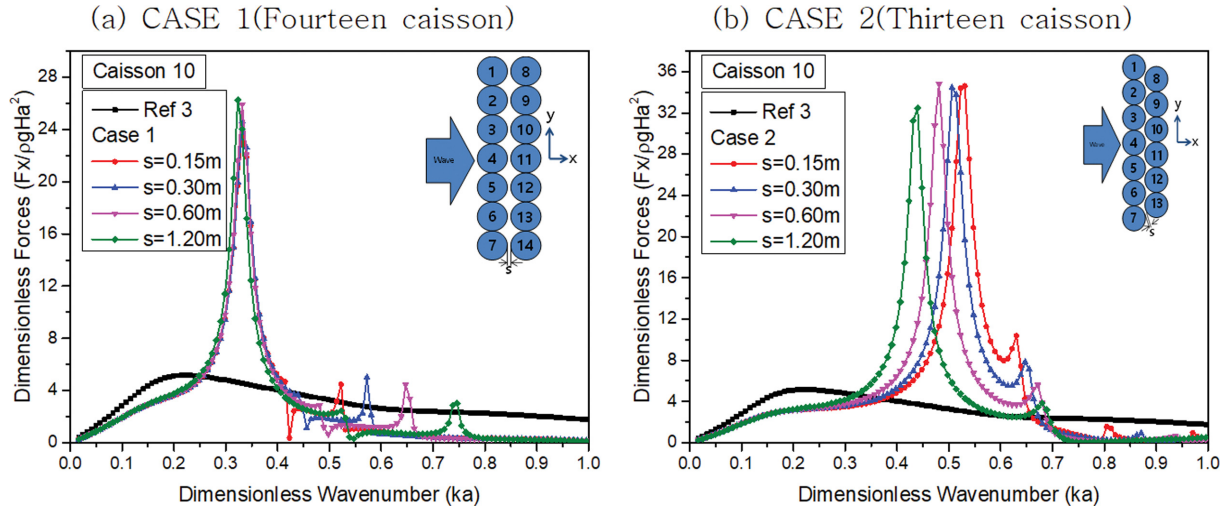 (a) CASE 1(Fourteen caisson)
Dimensionless Forces (Fx/ρgHa²)
28
24
20
16
12
8
4
0
Caisson 10
Ref 3
Case 1
s=0.15m
s=0.30m
s=0.60m
s=1.20m
Wave
1 8
2 9
3 10
4 11
5 12
6 13
7 14
s
y
x
0.0 0.1 0.2 0.3 0.4 0.5 0.6 0.7 0.8 0.9 1.0
Dimensionless Wavenumber (ka)
(b) CASE 2(Thirteen caisson)
Dimensionless Forces (Fx/ρgHa²)
36
32
28
24
20
16
12
8
4
0
Caisson 10
Ref 3
Case 2
s=0.15m
s=0.30m
s=0.60m
s=1.20m
Wave
1
8
2
9
3
10
4
11
5
12
6
13
7
s
y
x
0.0 0.1 0.2 0.3 0.4 0.5 0.6 0.7 0.8 0.9 1.0
Dimensionless Wavenumber (ka)